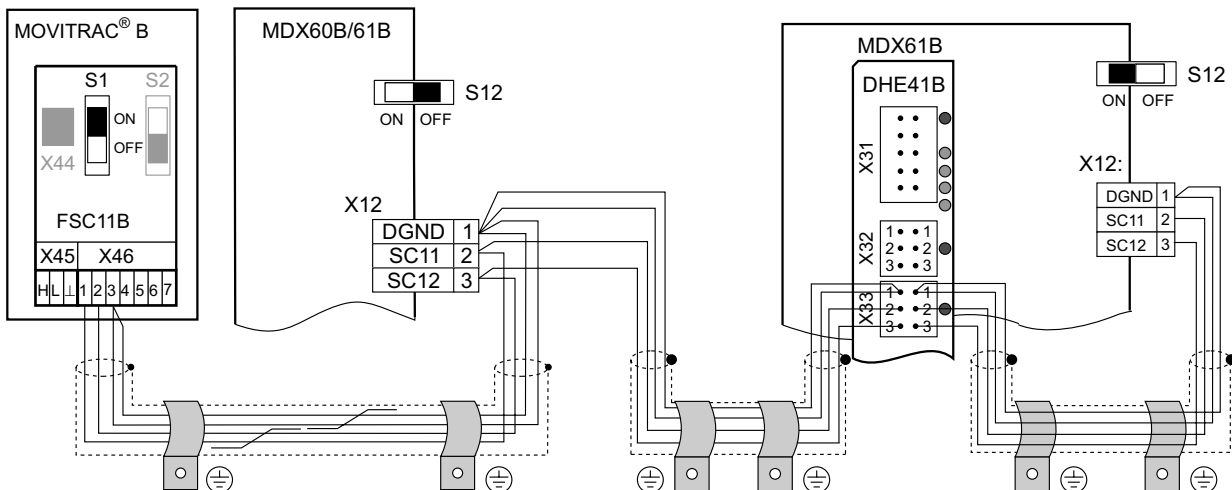 MOVITRAC® B
S1
S2
ON
OFF
X44
FSC11B
X45 X46
H L ⊥ 1 2 3 4 5 6 7
MDX60B/61B
S12
ON OFF
X12
DGND 1
SC11 2
SC12 3
MDX61B
DHE41B
X31
X32
1 1
2 2
3 3
X33
1 1
2 2
3 3
S12
ON OFF
X12:
DGND 1
SC11 2
SC12 3